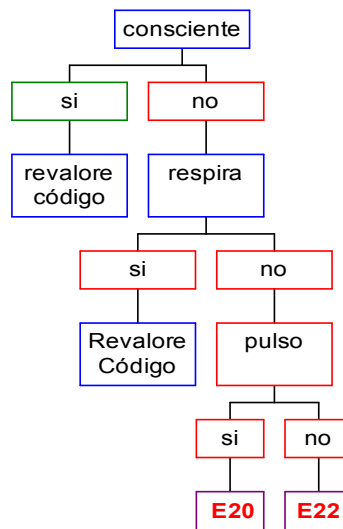 consciente
si
no
revalore
código
respira
si
no
Revalore
Código
pulso
si
no
E20
E22